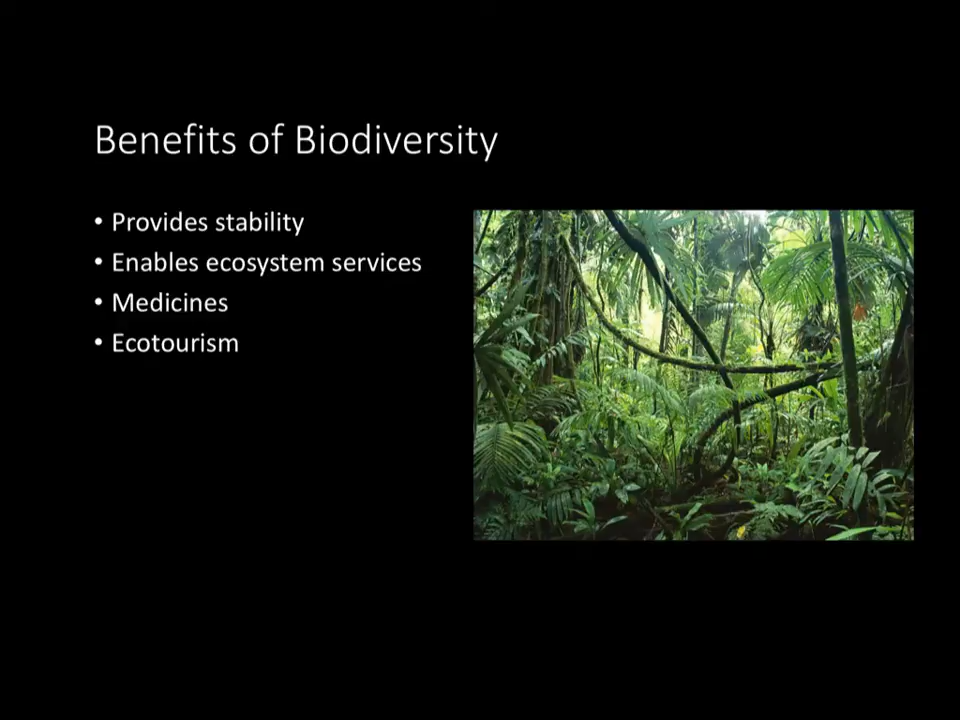 Benefits of Biodiversity
• Provides stability
• Enables ecosystem services
• Medicines
• Ecotourism